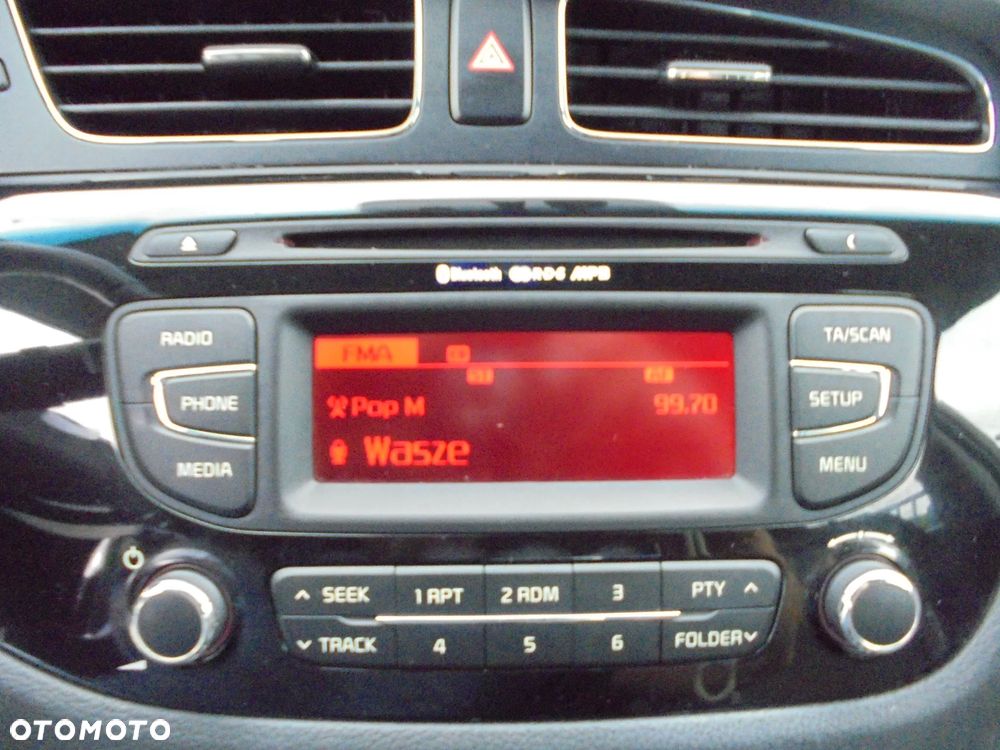 Bluetooth RDS MP3
RADIO
TA/SCAN
FMA
PHONE
Pop M 99.70
SETUP
Wasze
MEDIA
MENU
SEEK 1 RPT 2 RDM 3 PTY
TRACK 4 5 6 FOLDER
OTOMOTO